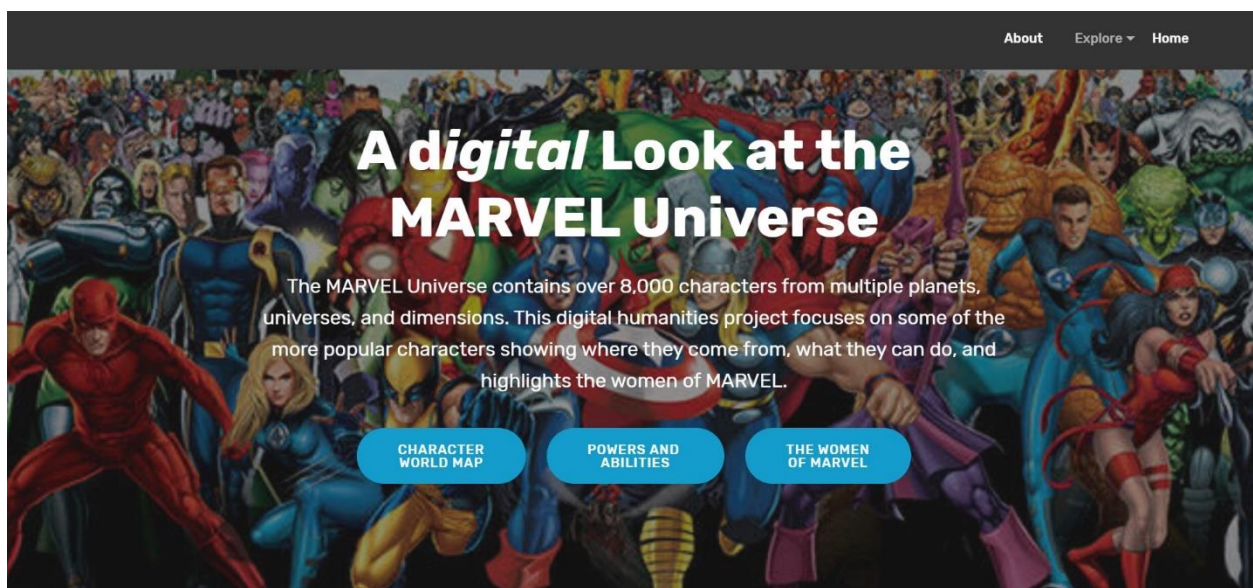 About Explore Home
A digital Look at the
MARVEL Universe
The MARVEL Universe contains over 8,000 characters from multiple planets,
universes, and dimensions. This digital humanities project focuses on some of the
more popular characters showing where they come from, what they can do, and
highlights the women of MARVEL.
CHARACTER
WORLD MAP
POWERS AND
ABILITIES
THE WOMEN
OF MARVEL